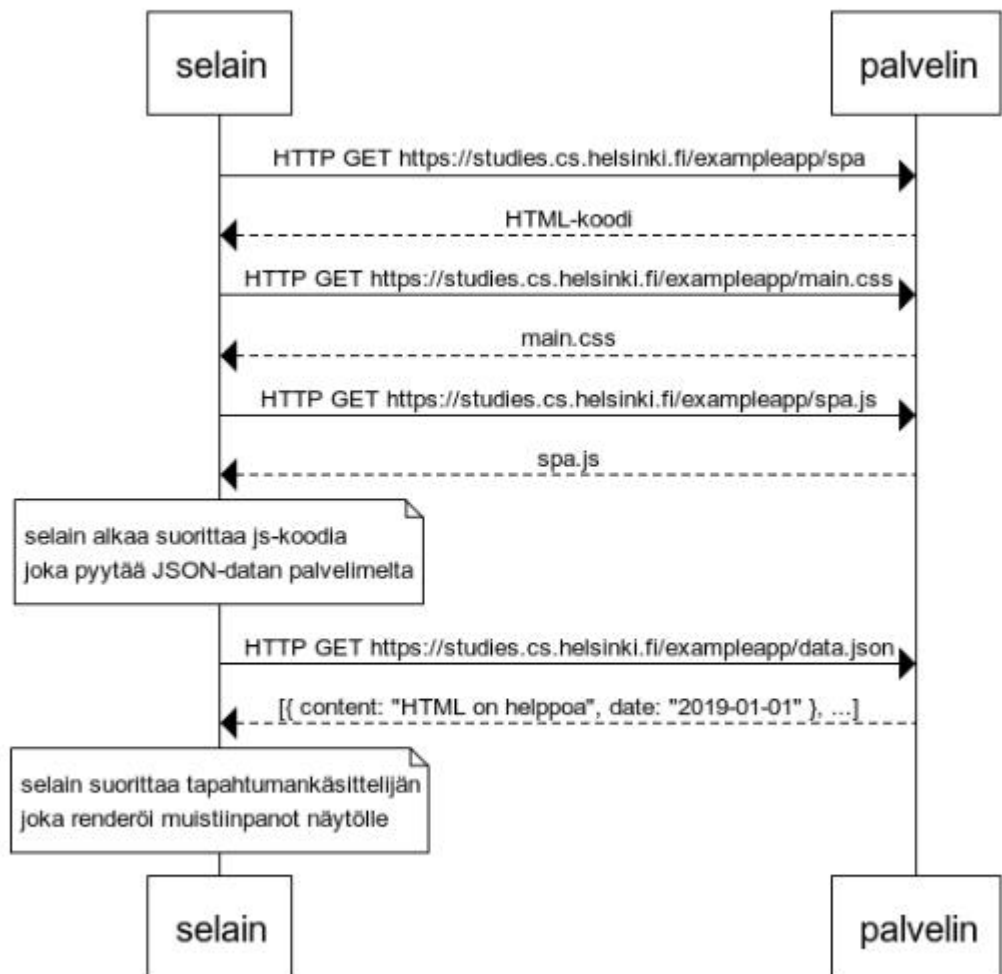 selain
palvelin
HTTP GET https://studies.cs.helsinki.fi/exampleapp/spa
HTML-koodi
HTTP GET https://studies.cs.helsinki.fi/exampleapp/main.css
main.css
HTTP GET https://studies.cs.helsinki.fi/exampleapp/spa.js
spa.js
selain alkaa suorittaa js-koodia
joka pyytää JSON-datan palvelimelta
HTTP GET https://studies.cs.helsinki.fi/exampleapp/data.json
[{ content: "HTML on helppoa", date: "2019-01-01" }, ...]
selain suorittaa tapahtumankäsittelijän
joka renderöi muistiinpanot näytölle
selain
palvelin